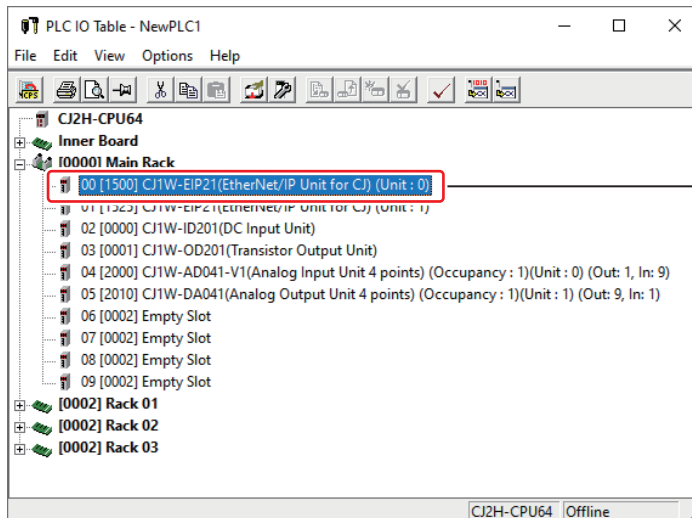 PLC IO Table - NewPLC1
File Edit View Options Help
CJ2H-CPU64
Inner Board
[0000] Main Rack
00 [1500] CJ1W-EIP21(EtherNet/IP Unit for CJ) (Unit : 0)
01 [1525] CJ1W-EIP21(EtherNet/IP Unit for CJ) (Unit : 1)
02 [0000] CJ1W-ID201(DC Input Unit)
03 [0001] CJ1W-OD201(Transistor Output Unit)
04 [2000] CJ1W-AD041-V1(Analog Input Unit 4 points) (Occupancy : 1)(Unit : 0) (Out: 1, In: 9)
05 [2010] CJ1W-DA041(Analog Output Unit 4 points) (Occupancy : 1)(Unit : 1) (Out: 9, In: 1)
06 [0002] Empty Slot
07 [0002] Empty Slot
08 [0002] Empty Slot
09 [0002] Empty Slot
[0002] Rack 01
[0002] Rack 02
[0002] Rack 03
CJ2H-CPU64 Offline